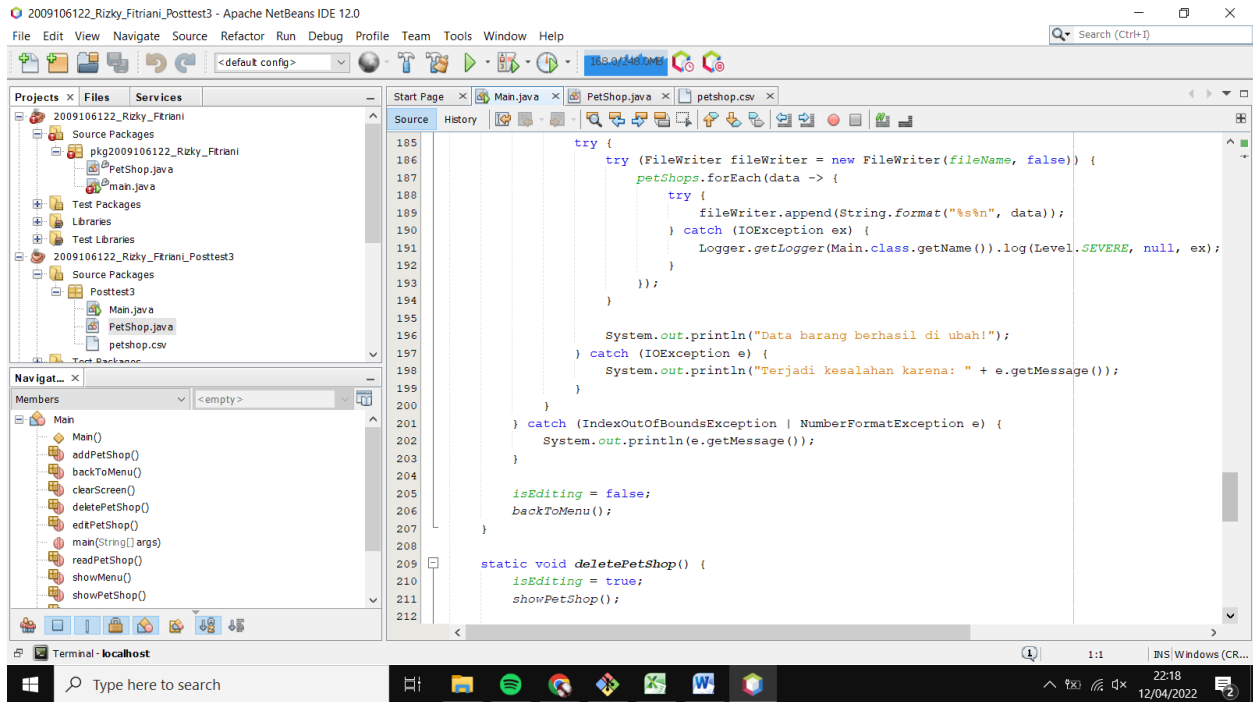 2009106122_Rizky_Fitriani_Posttest3 - Apache NetBeans IDE 12.0
File Edit View Navigate Source Refactor Run Debug Profile Team Tools Window Help
Search (Ctrl+I)
<default config>
168.0/248.0MB
Projects Files Services
2009106122_Rizky_Fitriani
Source Packages
pkg2009106122_Rizky_Fitriani
PetShop.java
main.java
Test Packages
Libraries
Test Libraries
2009106122_Rizky_Fitriani_Posttest3
Source Packages
Posttest3
Main.java
PetShop.java
petshop.csv
Test Packages
Navigat...
Members <empty>
Main
Main()
addPetShop()
backToMenu()
clearScreen()
deletePetShop()
editPetShop()
main(String[] args)
readPetShop()
showMenu()
showPetShop()
Start Page Main.java PetShop.java petshop.csv
Source History
185 try {
186 try (FileWriter fileWriter = new FileWriter(fileName, false)) {
187 petShops.forEach(data -> {
188 try {
189 fileWriter.append(String.format("%s%n", data));
190 } catch (IOException ex) {
191 Logger.getLogger(Main.class.getName()).log(Level.SEVERE, null, ex);
192 }
193 });
194 }
195
196 System.out.println("Data barang berhasil di ubah!");
197 } catch (IOException e) {
198 System.out.println("Terjadi kesalahan karena: " + e.getMessage());
199 }
200 }
201 } catch (IndexOutOfBoundsException | NumberFormatException e) {
202 System.out.println(e.getMessage());
203 }
204
205 isEditing = false;
206 backToMenu();
207 }
208
209 static void deletePetShop() {
210 isEditing = true;
211 showPetShop();
212
Terminal - localhost
1
1:1
INS
Windows (CR...
Type here to search
22:18
12/04/2022
2